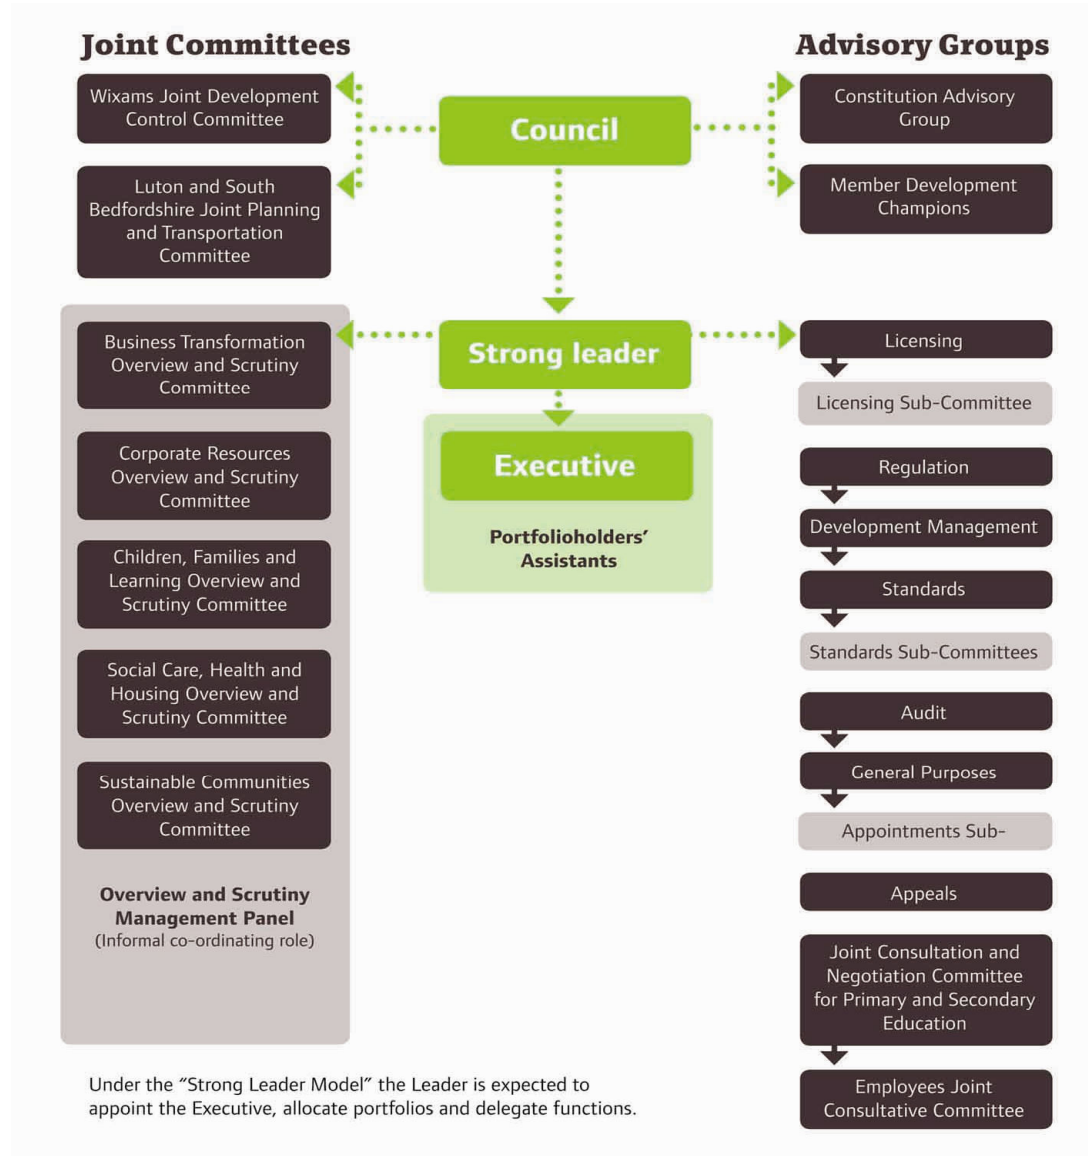 Joint Committees
Wixams Joint Development
Control Committee
Luton and South
Bedfordshire Joint Planning
and Transportation
Committee
Business Transformation
Overview and Scrutiny
Committee
Corporate Resources
Overview and Scrutiny
Committee
Children, Families and
Learning Overview and
Scrutiny Committee
Social Care, Health and
Housing Overview and
Scrutiny Committee
Sustainable Communities
Overview and Scrutiny
Committee
Overview and Scrutiny
Management Panel
(Informal co-ordinating role)
Council
Strong leader
Executive
Portfolioholders’
Assistants
Advisory Groups
Constitution Advisory
Group
Member Development
Champions
Licensing
Licensing Sub-Committee
Regulation
Development Management
Standards
Standards Sub-Committees
Audit
General Purposes
Appointments Sub-
Appeals
Joint Consultation and
Negotiation Committee
for Primary and Secondary
Education
Employees Joint
Consultative Committee
Under the “Strong Leader Model” the Leader is expected to
appoint the Executive, allocate portfolios and delegate functions.